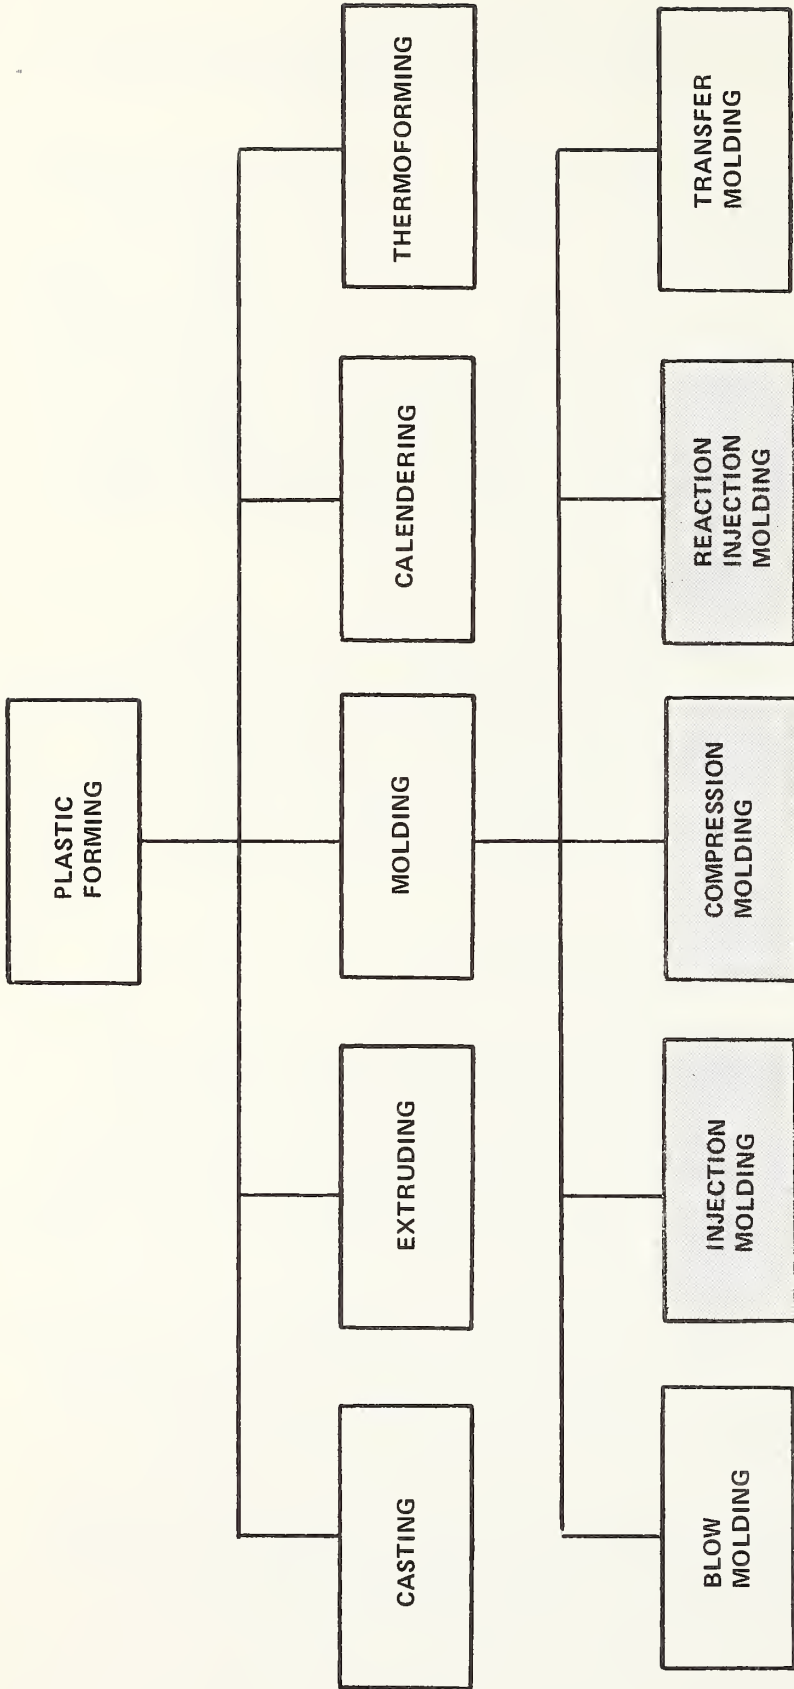 PLASTIC
FORMING
CASTING
EXTRUDING
MOLDING
CALENDERING
THERMOFORMING
BLOW
MOLDING
INJECTION
MOLDING
COMPRESSION
MOLDING
REACTION
INJECTION
MOLDING
TRANSFER
MOLDING